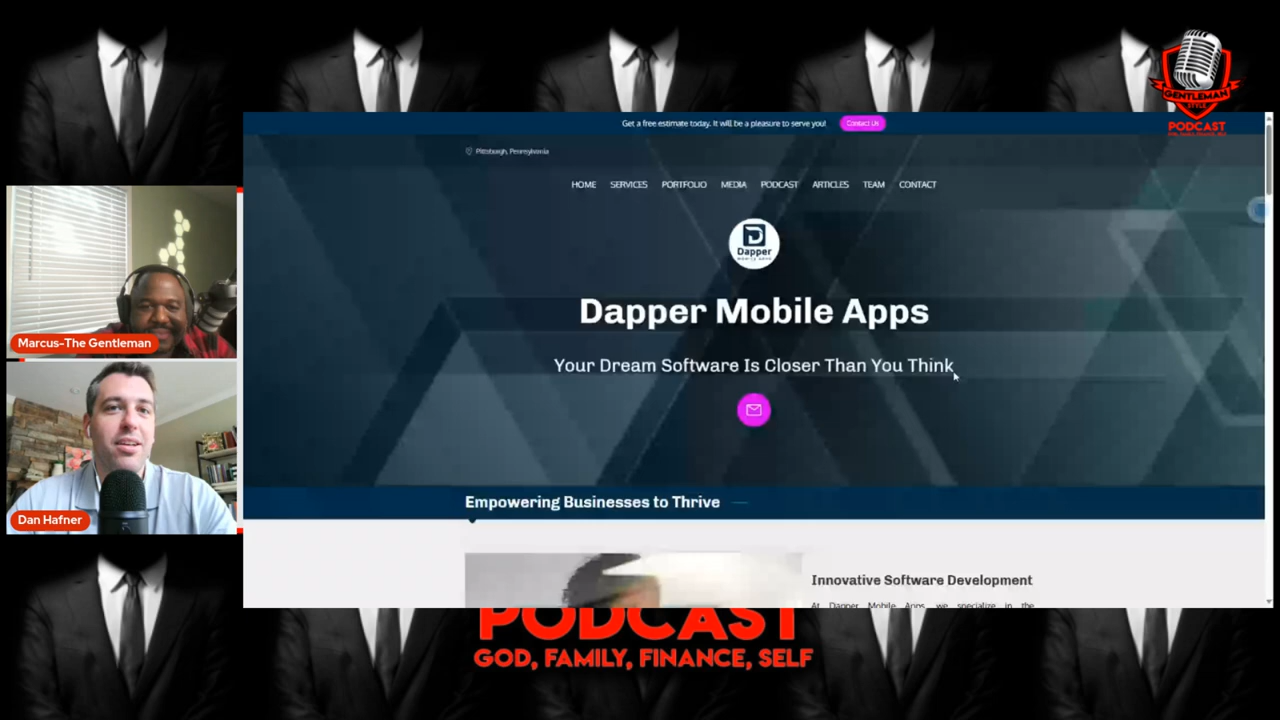 GENTLEMAN
STYLE
PODCAST
Get a free estimate today. It will be a pleasure to serve you!
Contact Us
Pittsburgh, Pennsylvania
HOME SERVICES PORTFOLIO MEDIA PODCAST ARTICLES TEAM CONTACT
Dapper
MOBILE APPS
Dapper Mobile Apps
Your Dream Software Is Closer Than You Think
Marcus-The Gentleman
Dan Hafner
Empowering Businesses to Thrive
Innovative Software Development
At Dapper Mobile Apps, we specialize in the
PODCAST
GOD, FAMILY, FINANCE, SELF